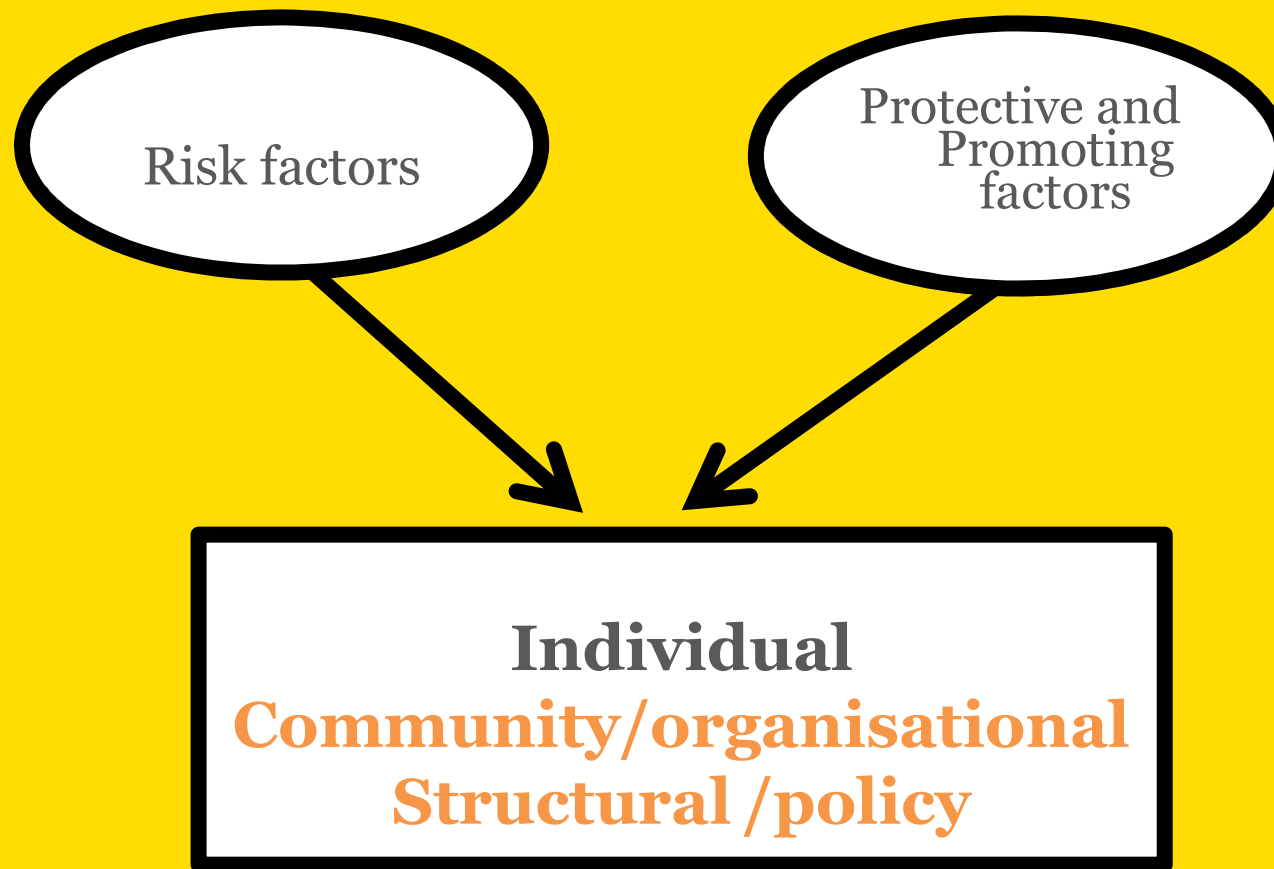 Risk factors
Protective and
Promoting
factors
Individual
Community/organisational
Structural /policy